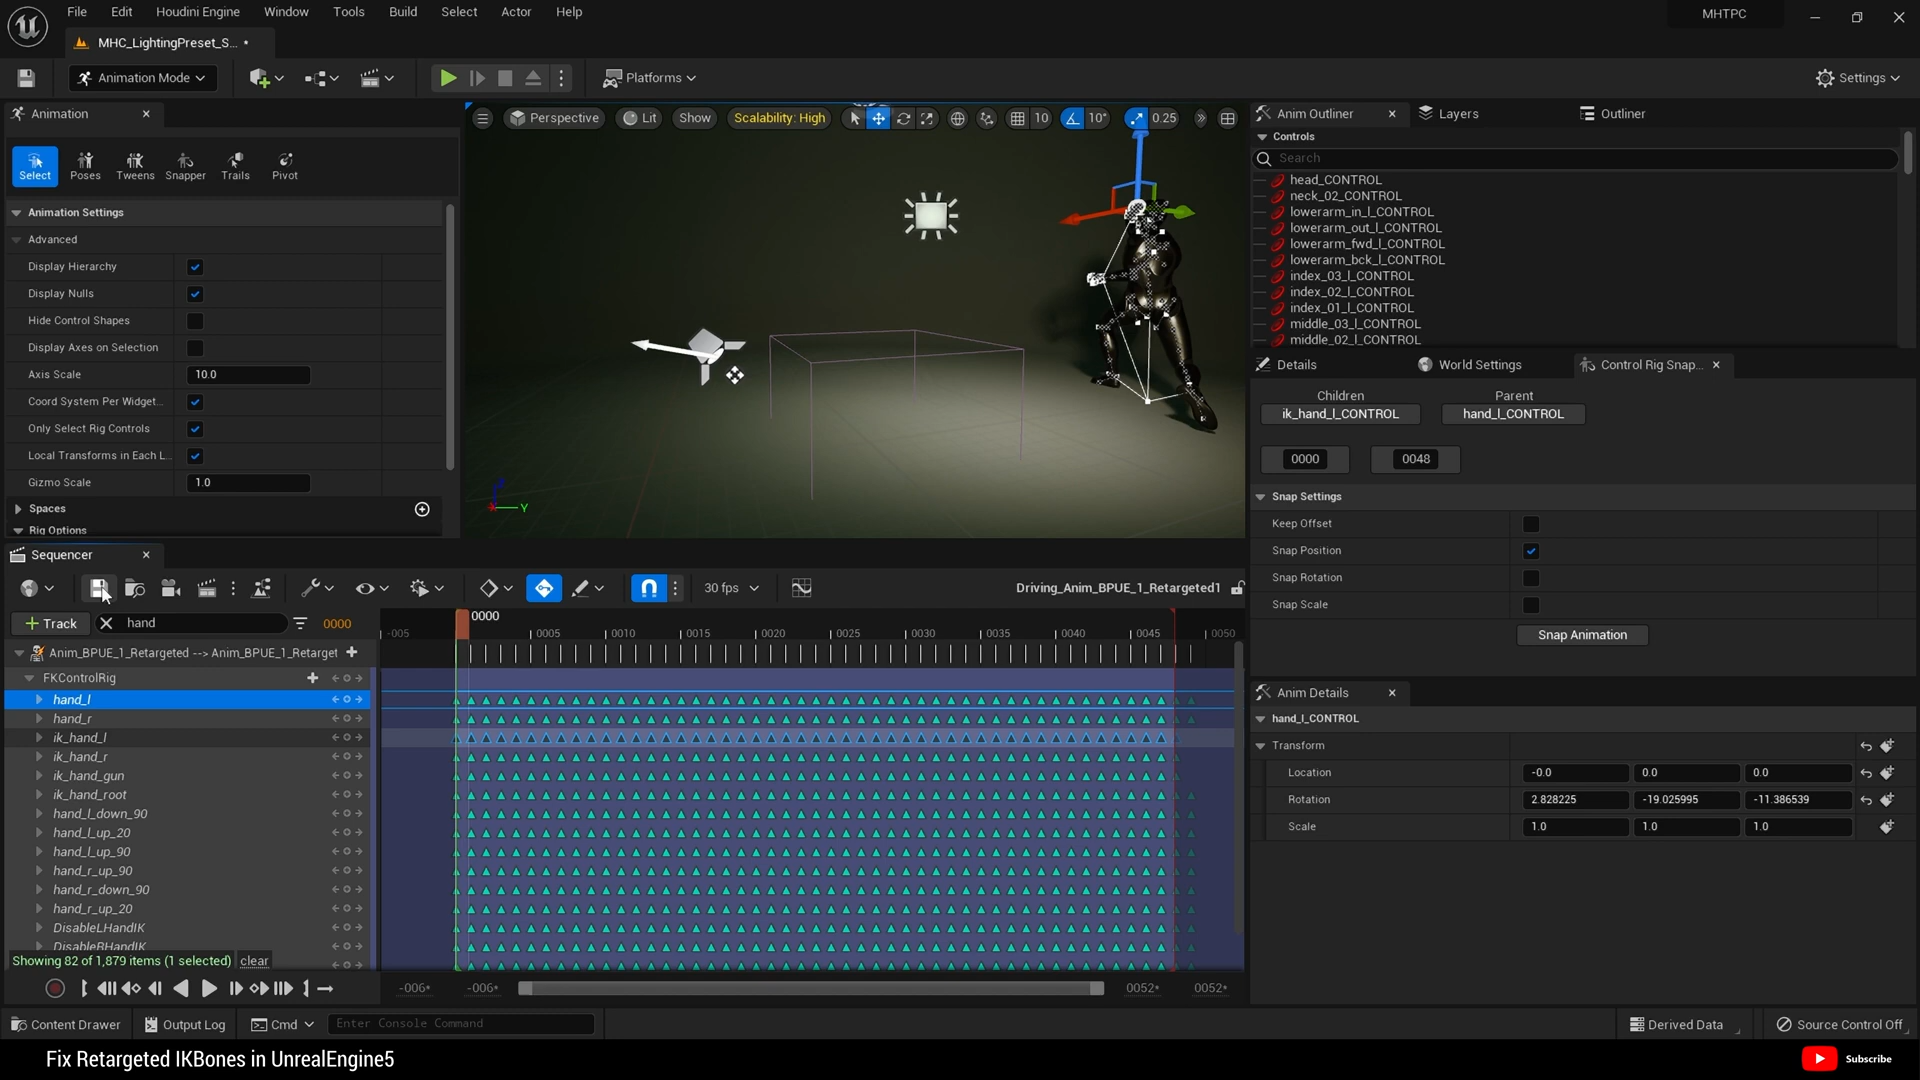 File Edit Houdini Engine Window Tools Build Select Actor Help MHTPC
MHC_LightingPreset_S... •
Animation Mode Platforms Settings
Animation
Select Poses Tweens Snapper Trails Pivot
Animation Settings
Advanced
Display Hierarchy
Display Nulls
Hide Control Shapes
Display Axes on Selection
Axis Scale 10.0
Coord System Per Widget...
Only Select Rig Controls
Local Transforms in Each L...
Gizmo Scale 1.0
Spaces
Rig Options
Perspective Lit Show Scalability: High 10 10° 0.25
Y
Anim Outliner Layers Outliner
Controls
Search
head_CONTROL
neck_02_CONTROL
lowerarm_in_l_CONTROL
lowerarm_out_l_CONTROL
lowerarm_fwd_l_CONTROL
lowerarm_bck_l_CONTROL
index_03_l_CONTROL
index_02_l_CONTROL
index_01_l_CONTROL
middle_03_l_CONTROL
middle_02_l_CONTROL
Details World Settings Control Rig Snap...
Children Parent
ik_hand_l_CONTROL hand_l_CONTROL
0000 0048
Snap Settings
Keep Offset
Snap Position
Snap Rotation
Snap Scale
Snap Animation
Anim Details
hand_l_CONTROL
Transform
Location -0.0 0.0 0.0
Rotation 2.828225 -19.025995 -11.386539
Scale 1.0 1.0 1.0
Sequencer
30 fps Driving_Anim_BPUE_1_Retargeted1
+ Track hand 0000
0000
-005 0005 0010 0015 0020 0025 0030 0035 0040 0045 0050
Anim_BPUE_1_Retargeted --> Anim_BPUE_1_Retarget
FKControlRig
hand_l
hand_r
ik_hand_l
ik_hand_r
ik_hand_gun
ik_hand_root
hand_l_down_90
hand_l_up_20
hand_l_up_90
hand_r_up_90
hand_r_down_90
hand_r_up_20
DisableLHandIK
DisableRHandIK
Showing 82 of 1,879 items (1 selected) clear
-006* -006* 0052* 0052*
Content Drawer Output Log Cmd Enter Console Command Derived Data Source Control Off
Fix Retargeted IKBones in UnrealEngine5 Subscribe